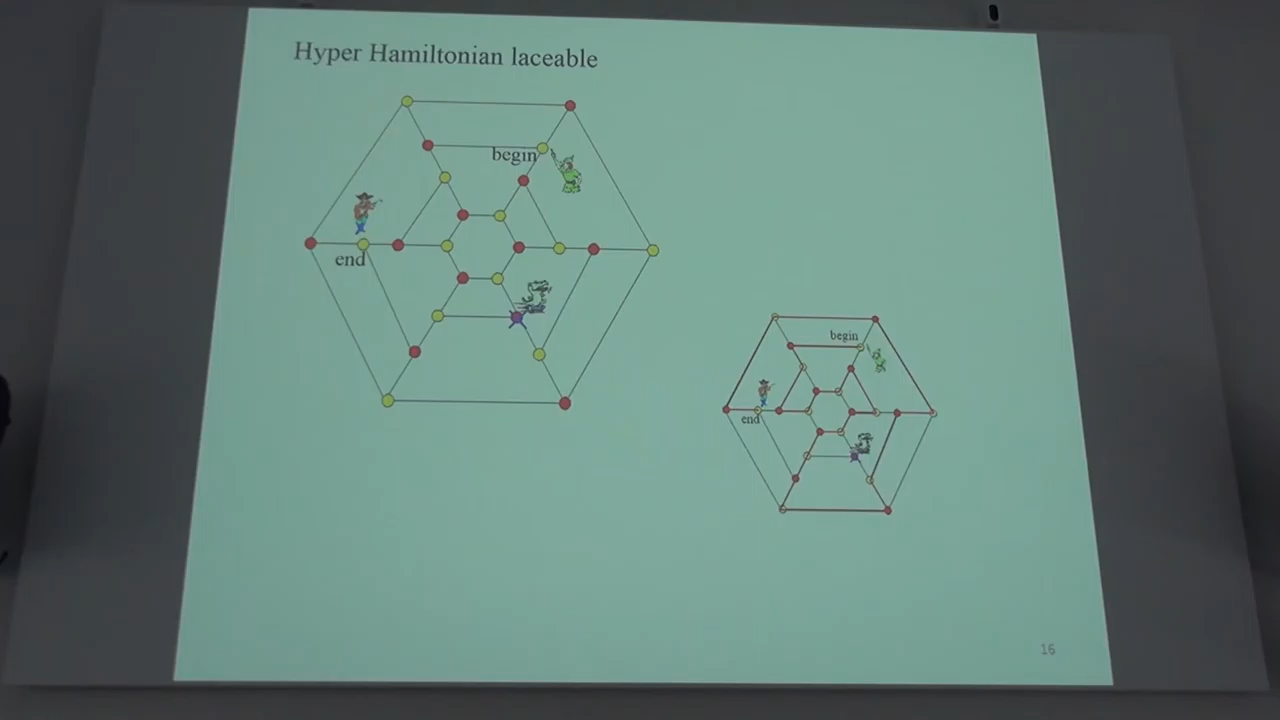 Hyper Hamiltonian laceable
begin
end
begin
end
16